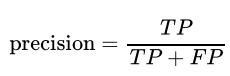 precision = TP / (TP + FP)